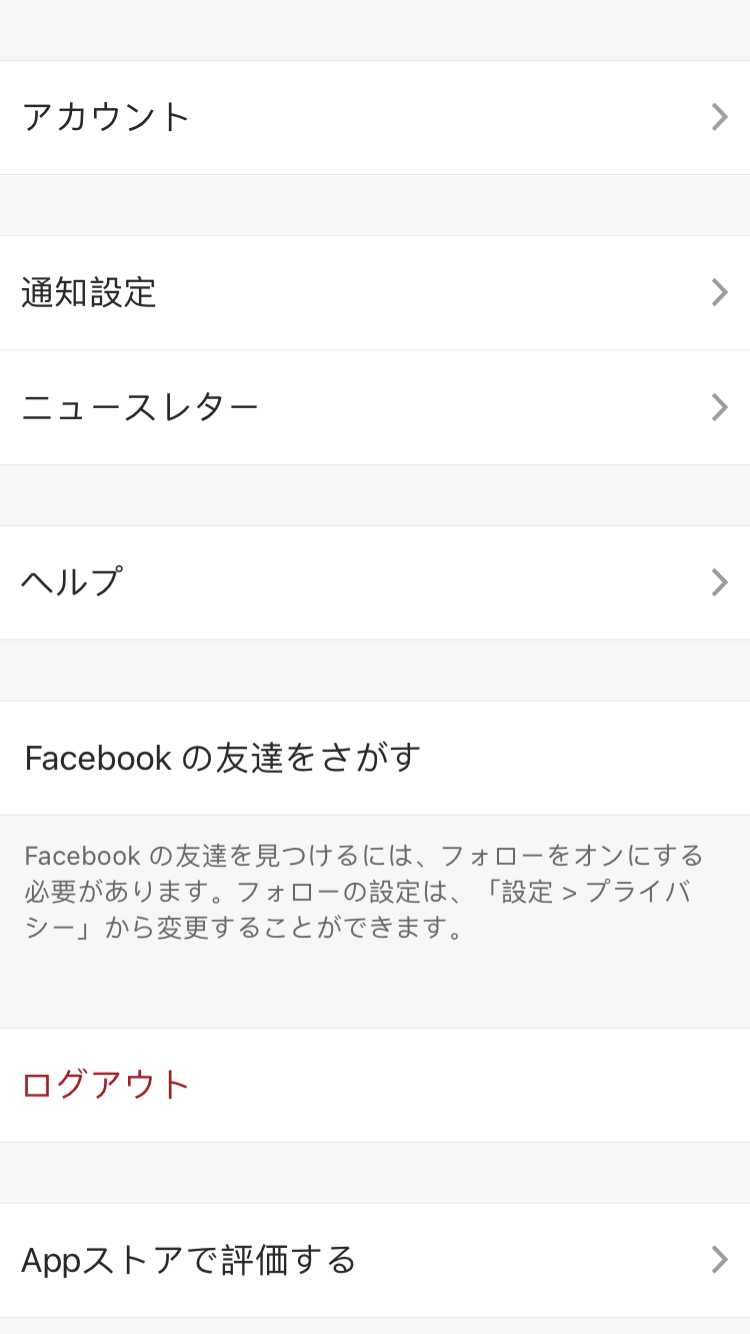 アカウント
通知設定
ニュースレター
ヘルプ
Facebook の友達をさがす
Facebook の友達を見つけるには、フォローをオンにする
必要があります。フォローの設定は、「設定 > プライバ
シー」から変更することができます。
ログアウト
Appストアで評価する